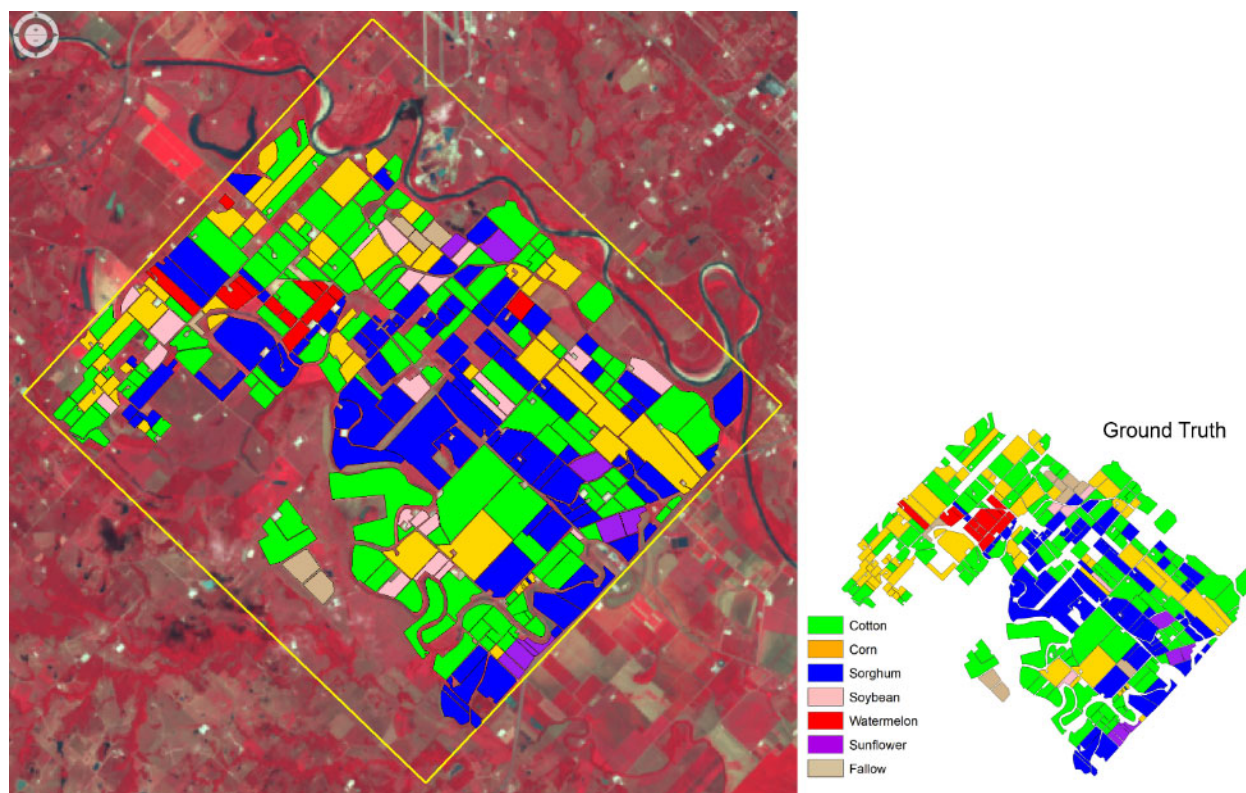 Ground Truth
Cotton
Corn
Sorghum
Soybean
Watermelon
Sunflower
Fallow